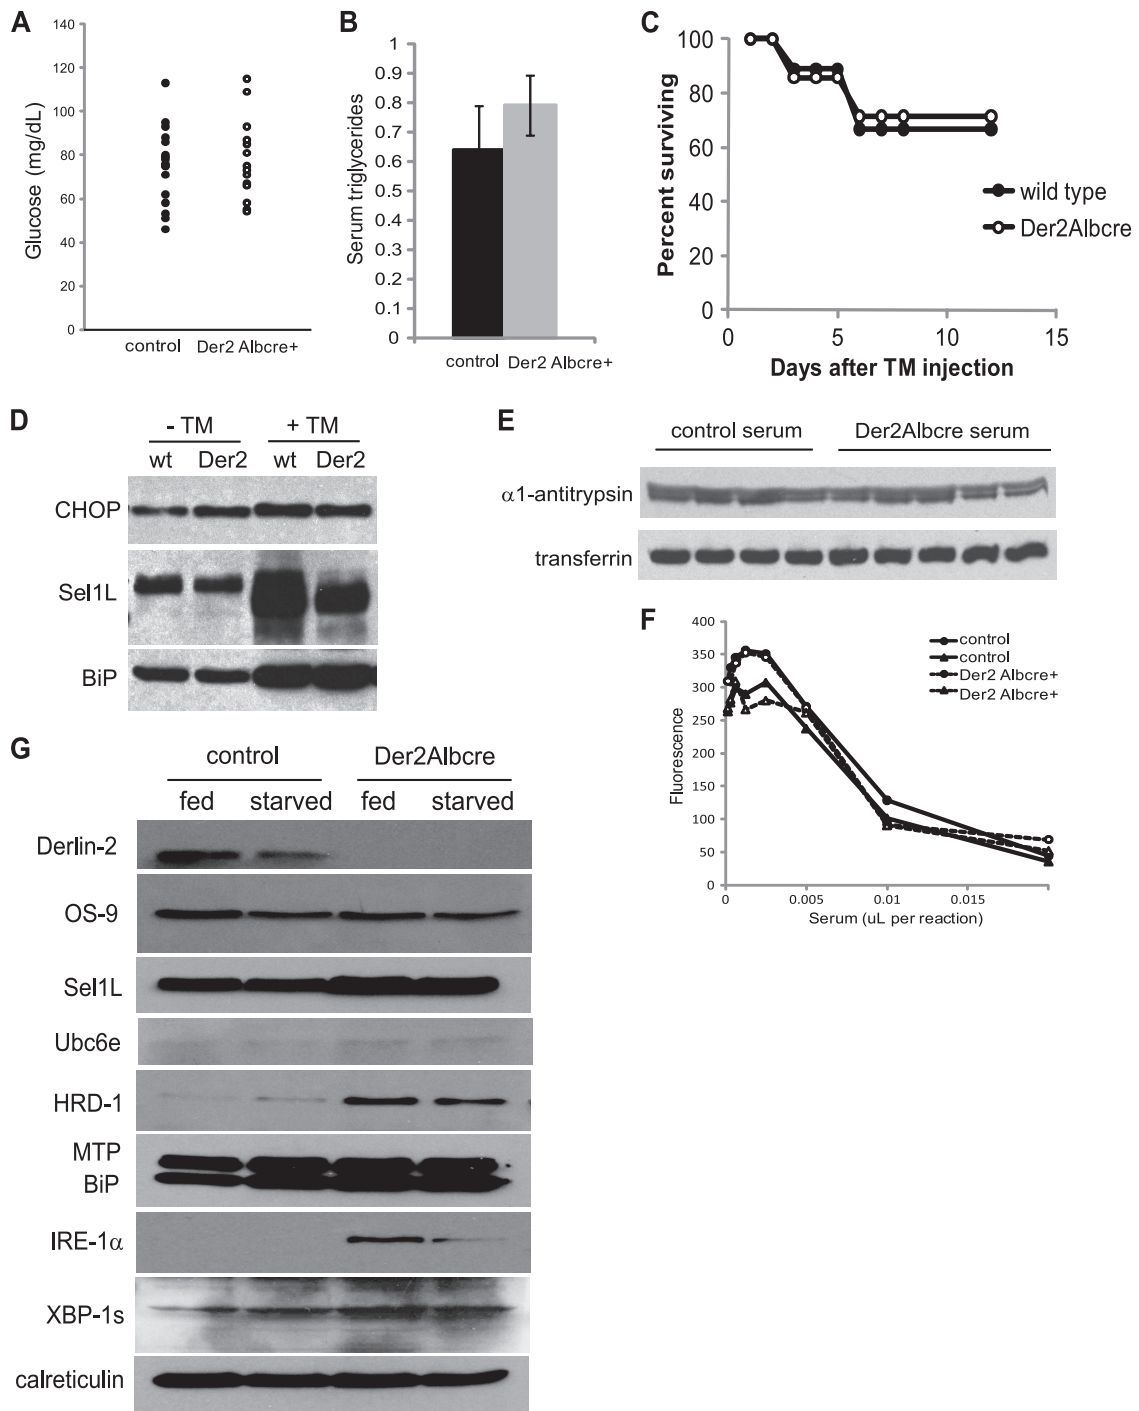 A
140
120
100
80
60
40
20
0
Glucose (mg/dL)
control Der2 Albcre+
B
1
0.9
0.8
0.7
0.6
0.5
0.4
0.3
0.2
0.1
0
Serum triglycerides
control Der2 Albcre+
C
100
80
60
40
20
0
Percent surviving
wild type
Der2Albcre
0 5 10 15
Days after TM injection
D
- TM + TM
wt Der2 wt Der2
CHOP
Sel1L
BiP
E
control serum Der2Albcre serum
α1-antitrypsin
transferrin
F
400
350
300
250
200
150
100
50
0
Fluorescence
control
control
Der2 Albcre+
Der2 Albcre+
0 0.005 0.01 0.015
Serum (uL per reaction)
G
control Der2Albcre
fed starved fed starved
Derlin-2
OS-9
Sel1L
Ubc6e
HRD-1
MTP
BiP
IRE-1α
XBP-1s
calreticulin